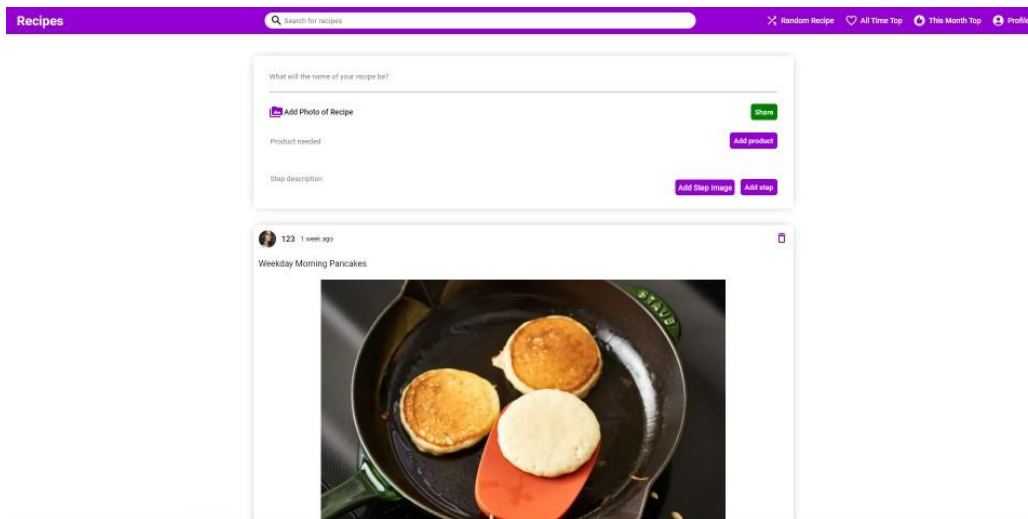 Recipes
Search for recipes
Random Recipe
All Time Top
This Month Top
Profile
What will the name of your recipe be?
Add Photo of Recipe
Share
Product needed
Add product
Step description
Add Step Image
Add step
123 1 week ago
Weekday Morning Pancakes
STAUB